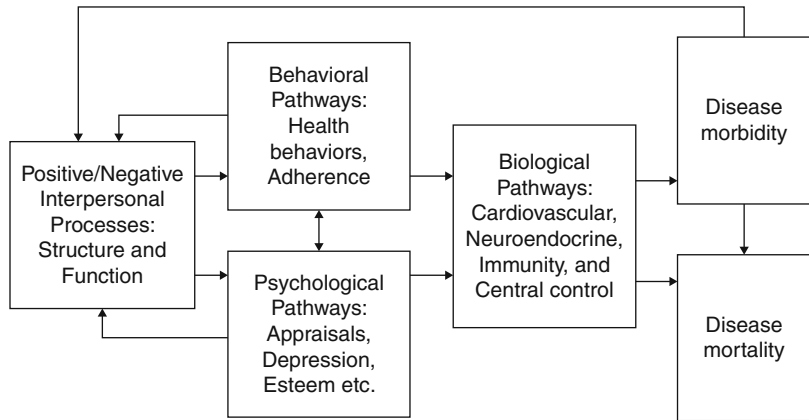 Positive/Negative
Interpersonal
Processes:
Structure and
Function
Behavioral
Pathways:
Health
behaviors,
Adherence
Psychological
Pathways:
Appraisals,
Depression,
Esteem etc.
Biological
Pathways:
Cardiovascular,
Neuroendocrine,
Immunity, and
Central control
Disease
morbidity
Disease
mortality